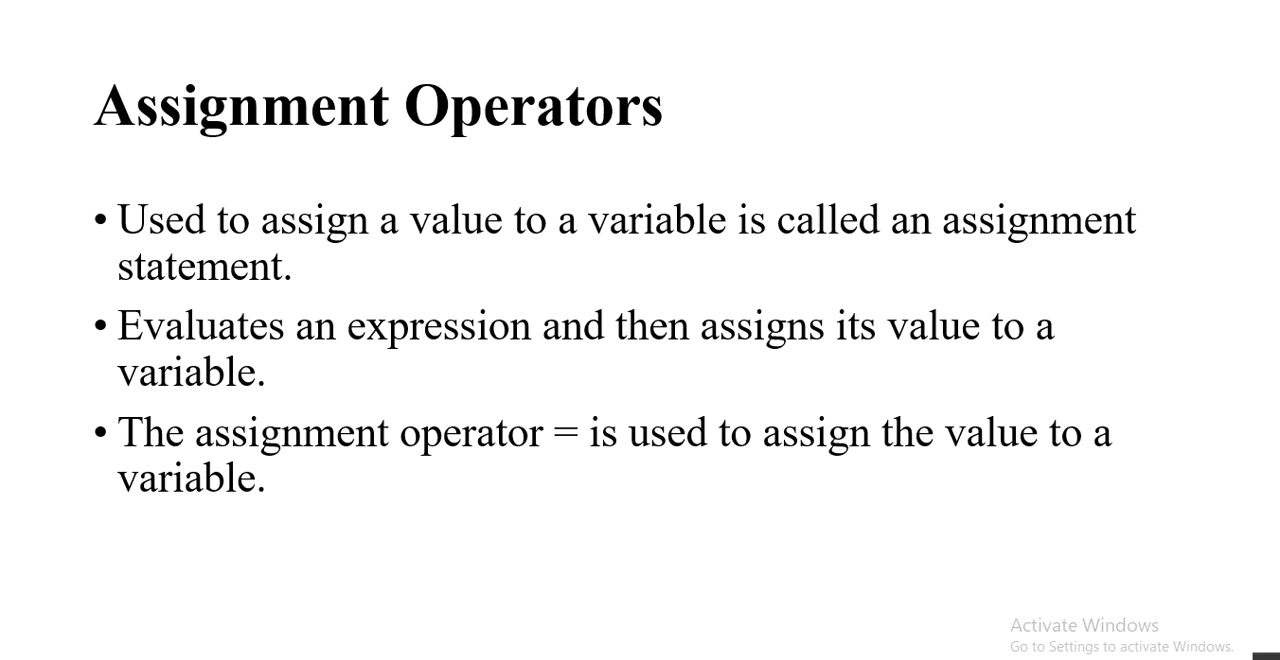 Assignment Operators
• Used to assign a value to a variable is called an assignment
statement.
• Evaluates an expression and then assigns its value to a
variable.
• The assignment operator = is used to assign the value to a
variable.
Activate Windows
Go to Settings to activate Windows.